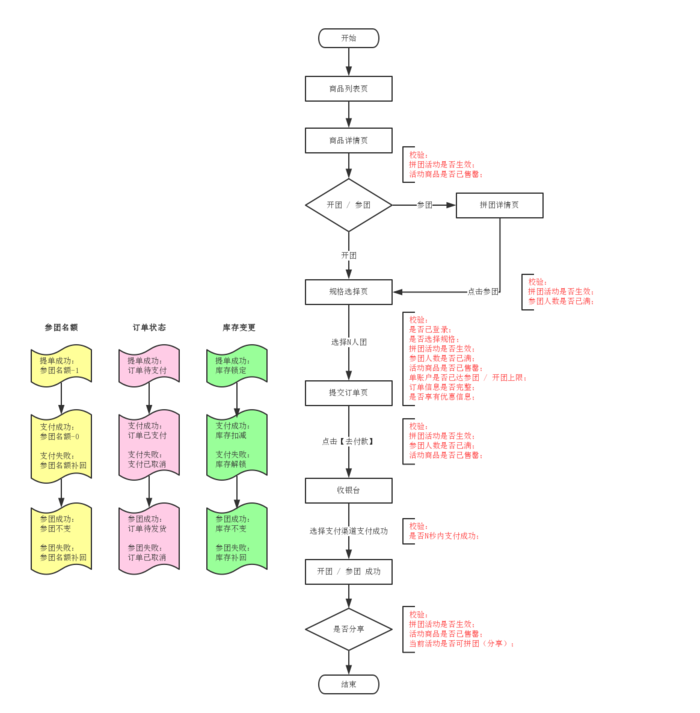 开始
商品列表页
商品详情页
校验：
拼团活动是否生效；
活动商品是否已售罄；
开团 / 参团
参团
拼团详情页
开团
点击参团
校验：
拼团活动是否生效；
参团人数是否已满；
规格选择页
选择N人团
校验：
是否已登录；
是否选择规格；
拼团活动是否生效；
参团人数是否已满；
活动商品是否已售罄；
单账户是否已达参团 / 开团上限；
订单信息是否完整；
是否享有优惠信息；
提交订单页
点击【去付款】
校验：
拼团活动是否生效；
参团人数是否已满；
活动商品是否已售罄；
收银台
选择支付渠道支付成功
校验：
是否N秒内支付成功；
开团 / 参团 成功
是否分享
校验：
拼团活动是否生效；
活动商品是否已售罄；
当前活动是否可拼团（分享）；
结束
参团名额
提单成功：
参团名额-1
支付成功：
参团名额-0
支付失败：
参团名额补回
参团成功：
参团不变
参团失败：
参团名额补回
订单状态
提单成功：
订单待支付
支付成功：
订单已支付
支付失败：
支付已取消
参团成功：
订单待发货
参团失败：
订单已取消
库存变更
提单成功：
库存锁定
支付成功：
库存扣减
支付失败：
库存解锁
参团成功：
库存不变
参团失败：
库存补回